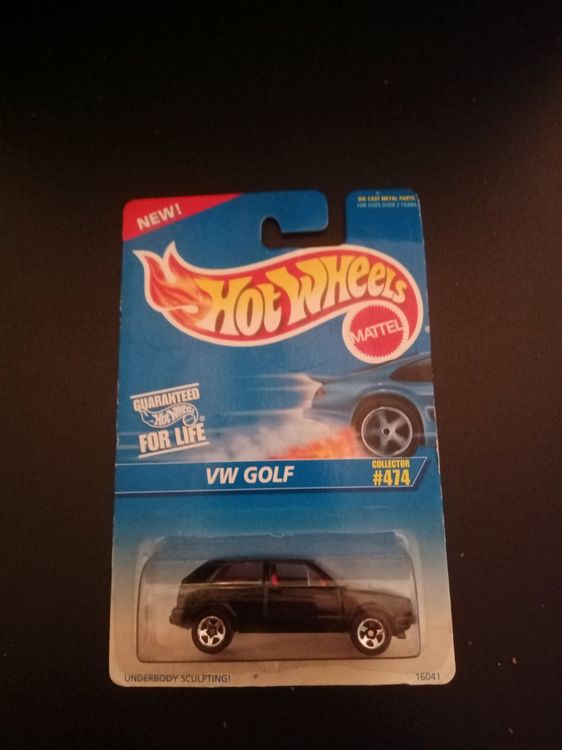 NEW!
DIE CAST METAL PARTS.
FOR AGES OVER 3 YEARS.
HOT WHEELS
MATTEL
GUARANTEED
Hot Wheels
FOR LIFE
VW GOLF
COLLECTOR
#474
UNDERBODY SCULPTING!
16041